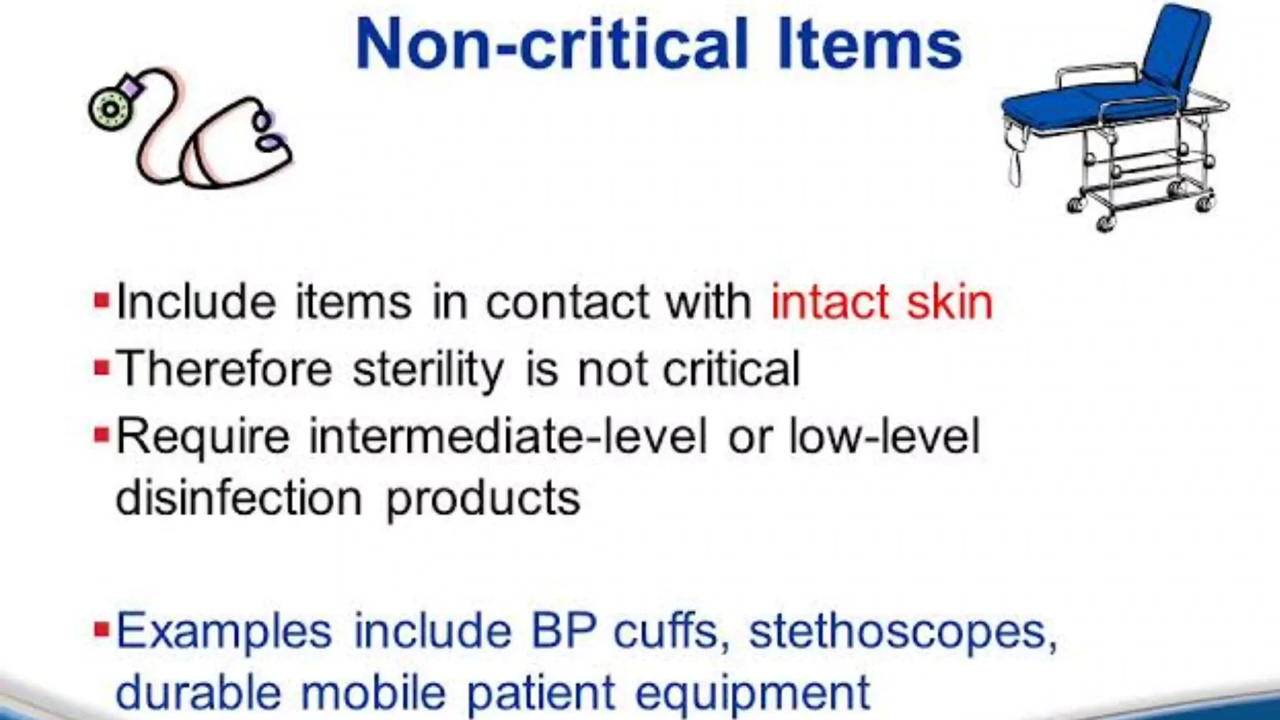 Non-critical Items
▪Include items in contact with intact skin
▪Therefore sterility is not critical
▪Require intermediate-level or low-level
disinfection products
▪Examples include BP cuffs, stethoscopes,
durable mobile patient equipment